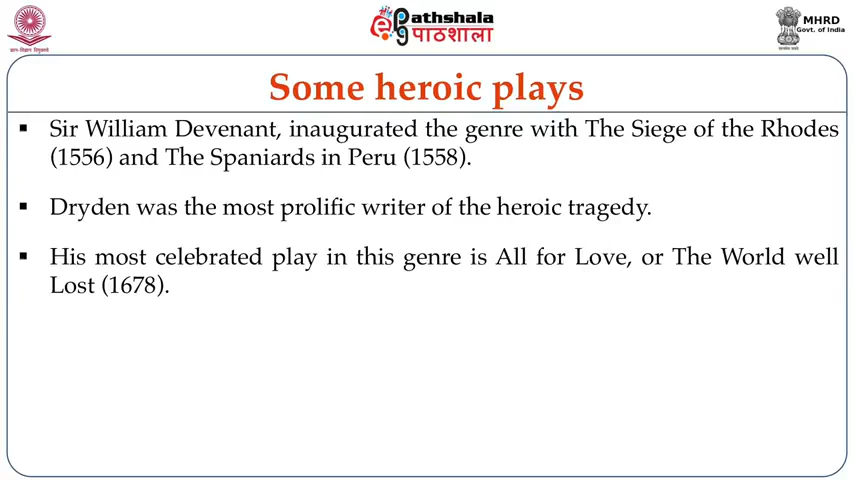 ePathshala
पाठशाला
MHRD
Govt. of India
Some heroic plays
▪ Sir William Devenant, inaugurated the genre with The Siege of the Rhodes
(1556) and The Spaniards in Peru (1558).
▪ Dryden was the most prolific writer of the heroic tragedy.
▪ His most celebrated play in this genre is All for Love, or The World well
Lost (1678).